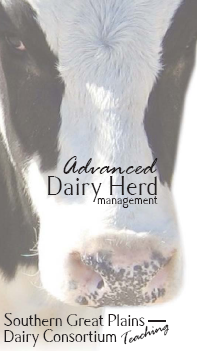 Advanced
Dairy Herd
management
Southern Great Plains —
Dairy Consortium Teaching